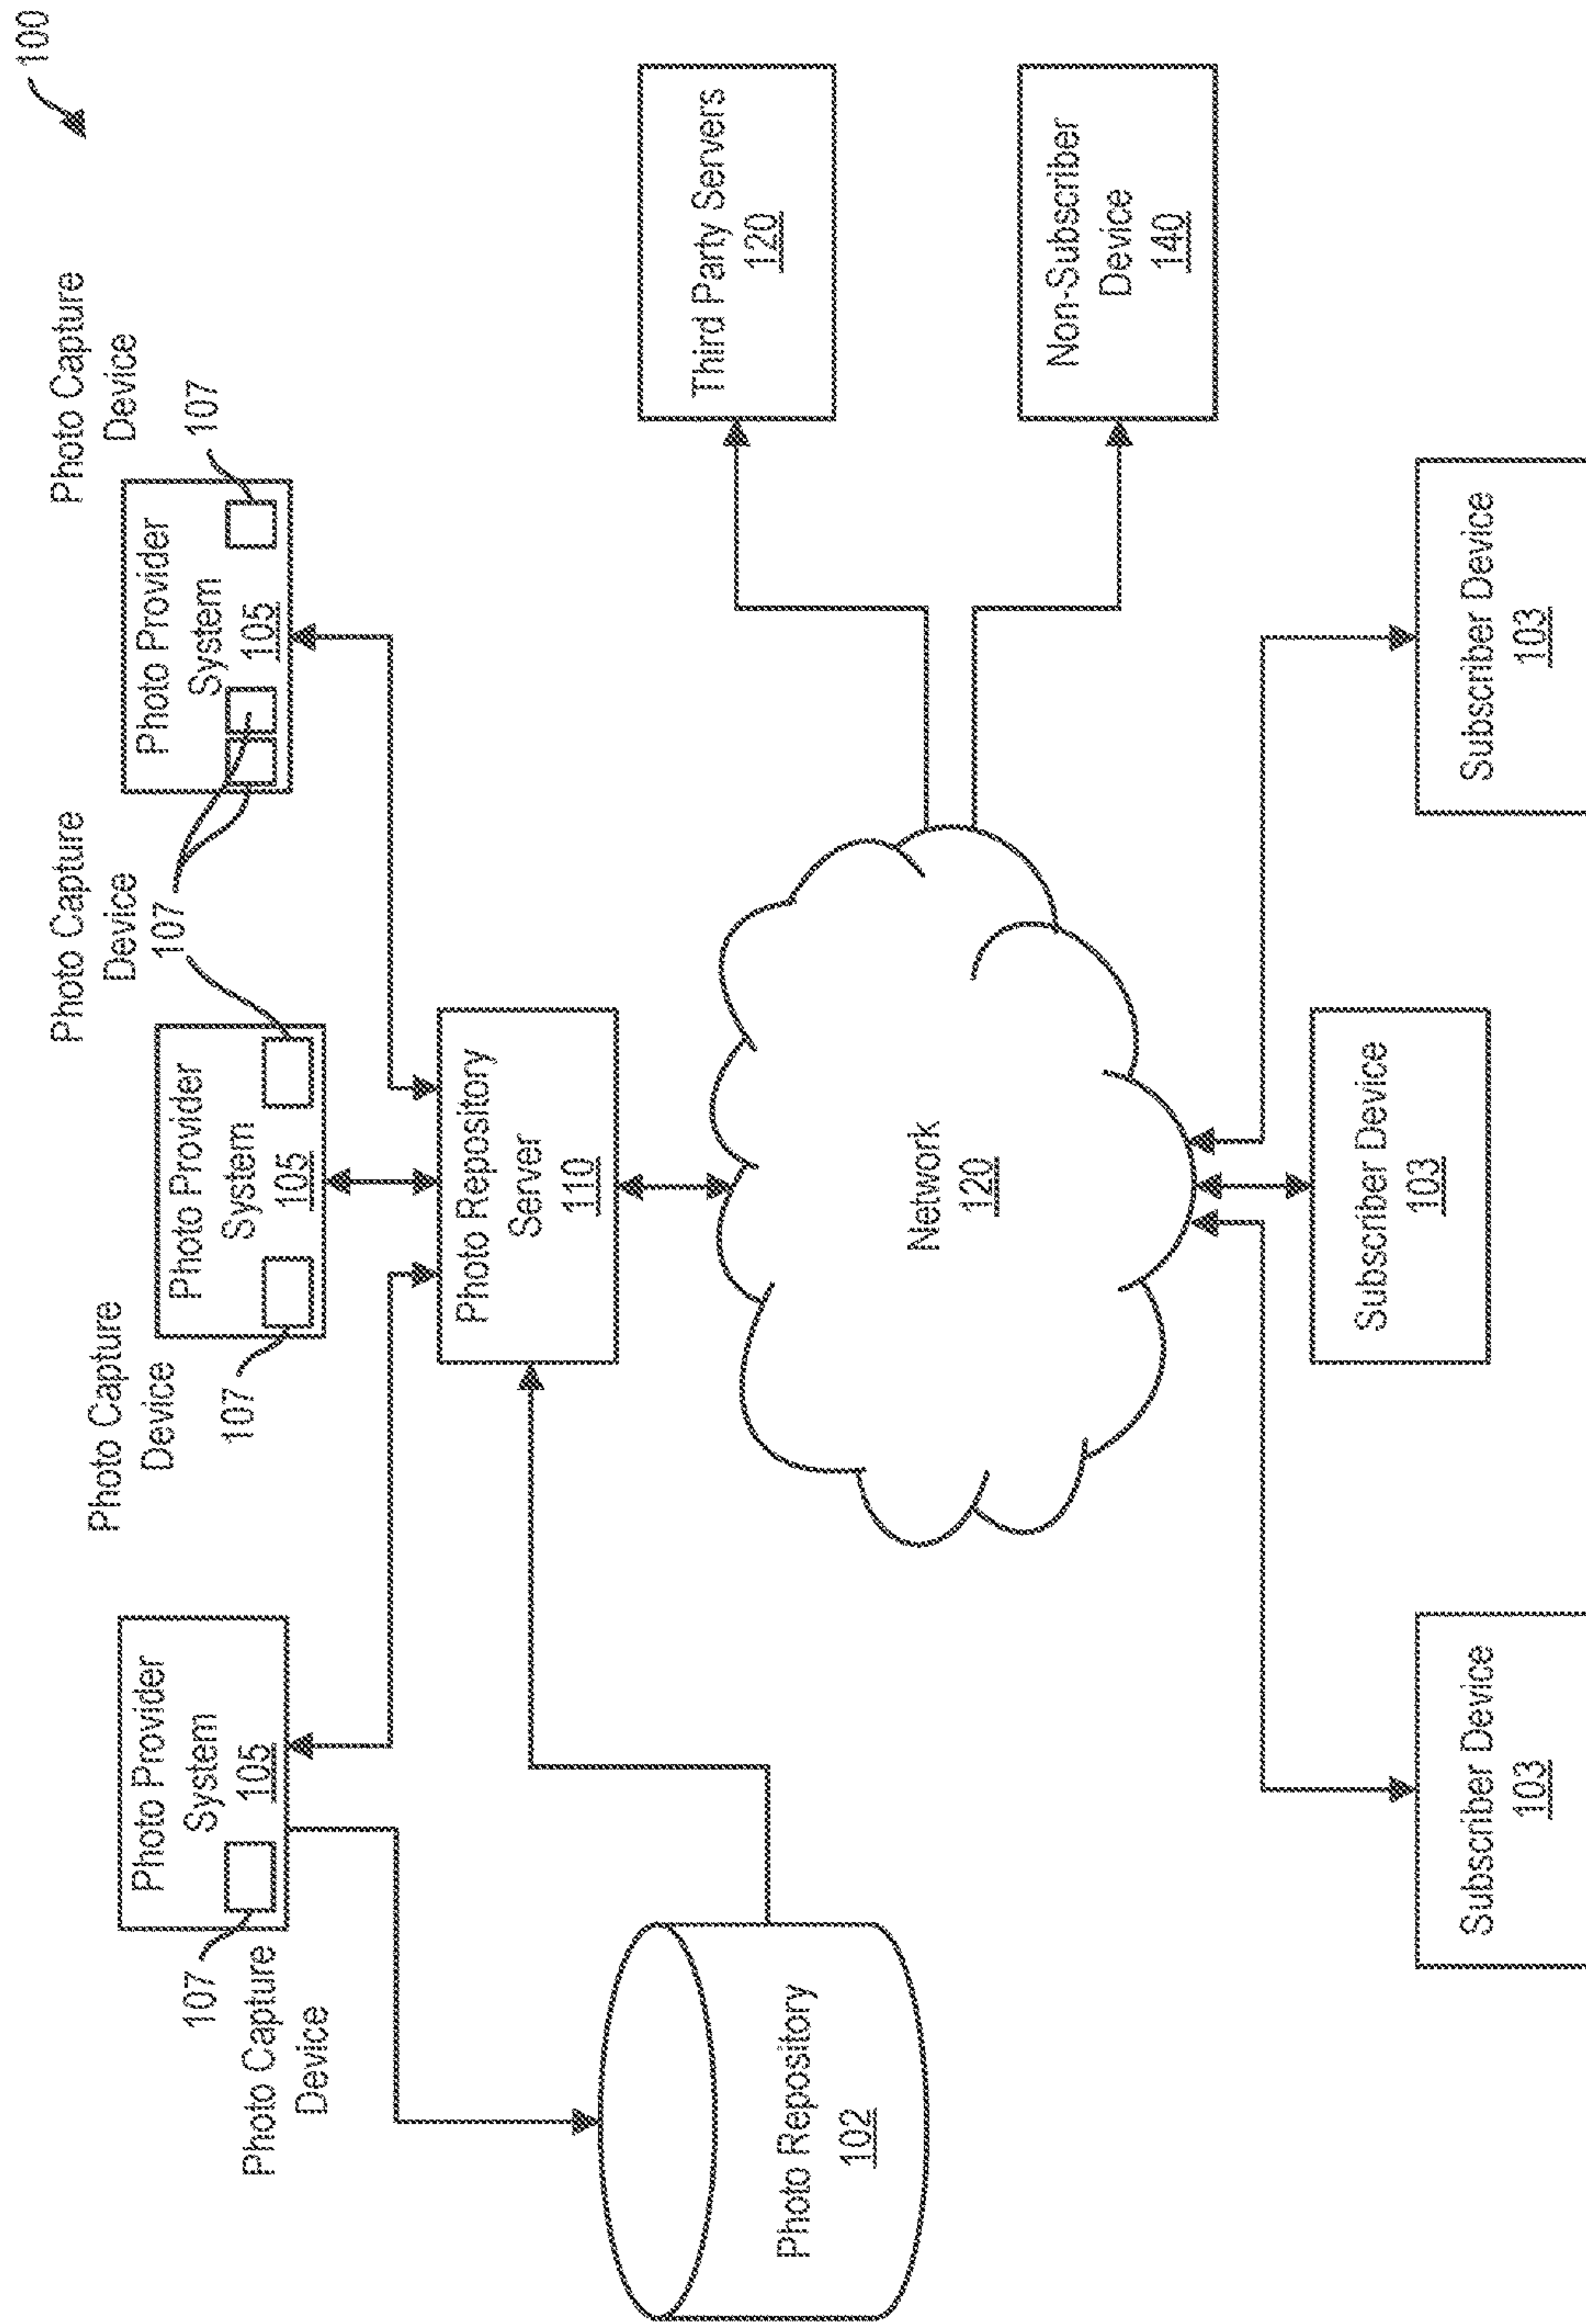 100
Photo Capture
Device
107
Photo Capture
Device
107
Photo Capture
Device
107
107
Photo Capture
Device
Photo Provider
System
105
Photo Provider
System
105
Photo Provider
System
105
Photo Repository
Server
110
Photo Repository
102
Network
120
Third Party Servers
120
Non-Subscriber
Device
140
Subscriber Device
103
Subscriber Device
103
Subscriber Device
103